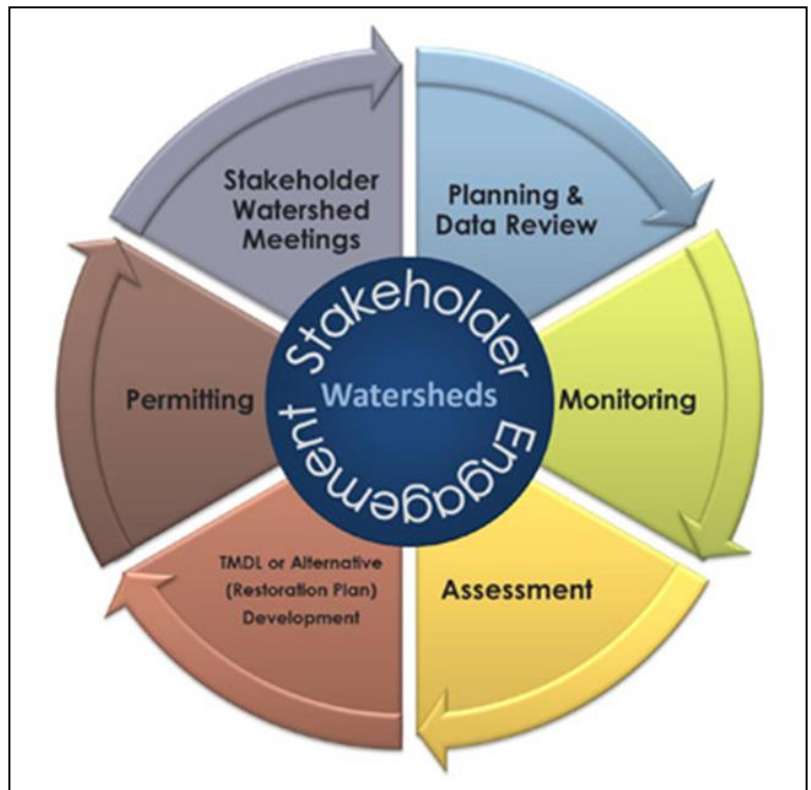 Stakeholder
Watershed
Meetings
Planning &
Data Review
Monitoring
Assessment
TMDL or Alternative
(Restoration Plan)
Development
Permitting
Stakeholder Engagement
Watersheds